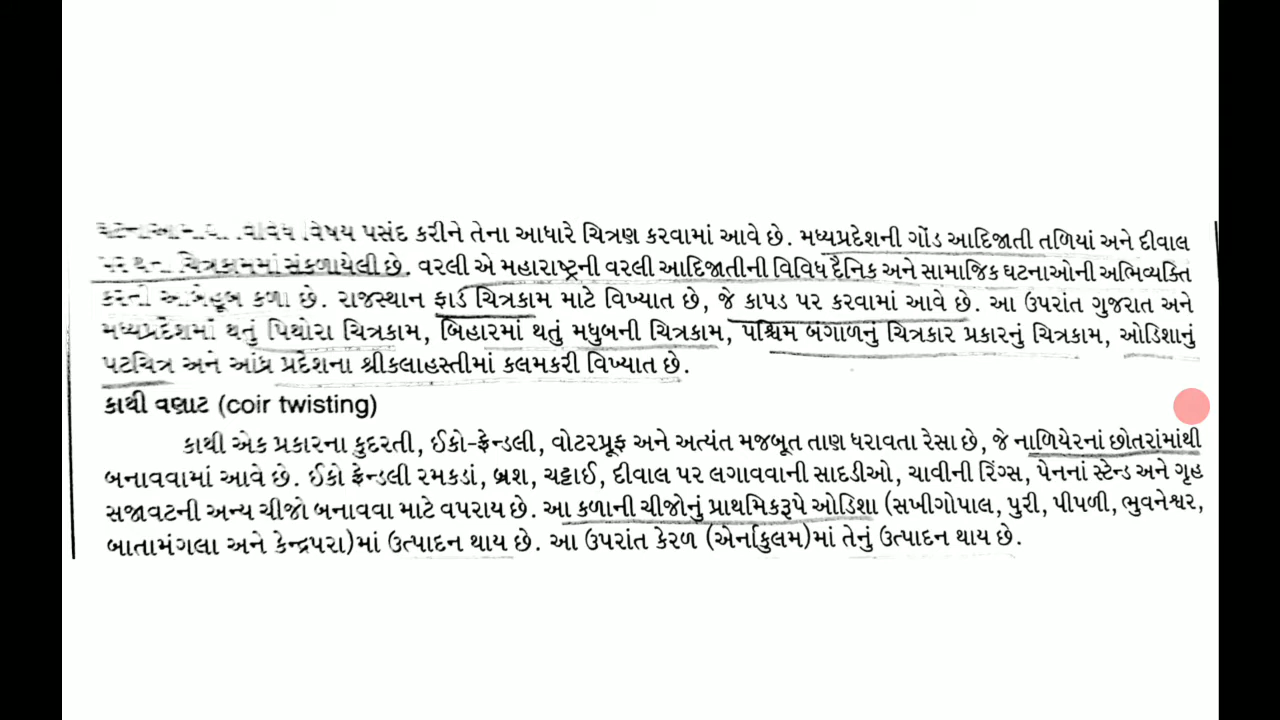 વિષય પસંદ કરીને તેના આધારે ચિત્રણ કરવામાં આવે છે. મધ્યપ્રદેશની ગોંડ આદિજાતી તળિયાં અને દીવાલ
ચિત્રકામમાં સંકળાયેલી છે. વરલી એ મહારાષ્ટ્રની વરલી આદિજાતીની વિવિધ દૈનિક અને સામાજિક ઘટનાઓની અભિવ્યક્તિ
કળા છે. રાજસ્થાન ફાર્ડ ચિત્રકામ માટે વિખ્યાત છે, જે કાપડ પર કરવામાં આવે છે. આ ઉપરાંત ગુજરાત અને
મધ્યપ્રદેશમાં થતું પિથોરા ચિત્રકામ, બિહારમાં થતું મધુબની ચિત્રકામ, પશ્ચિમ બંગાળનું ચિત્રકાર પ્રકારનું ચિત્રકામ, ઓડિશાનું
પટચિત્ર અને આંધ્ર પ્રદેશના શ્રીકલાહસ્તીમાં કલમકરી વિખ્યાત છે.
કાથી વણાટ (coir twisting)
કાથી એક પ્રકારના કુદરતી, ઈકો-ફ્રેન્ડલી, વોટરપ્રૂફ અને અત્યંત મજબૂત તાણ ધરાવતા રેસા છે, જે નાળિયેરનાં છોતરાંમાંથી
બનાવવામાં આવે છે. ઈકો ફ્રેન્ડલી રમકડાં, બ્રશ, ચટ્ટાઈ, દીવાલ પર લગાવવાની સાદડીઓ, ચાવીની રિંગ્સ, પેનનાં સ્ટેન્ડ અને ગૃહ
સજાવટની અન્ય ચીજો બનાવવા માટે વપરાય છે. આ કળાની ચીજોનું પ્રાથમિકરૂપે ઓડિશા (સખીગોપાલ, પુરી, પીપળી, ભુવનેશ્વર,
બાતામંગલા અને કેન્દ્રપરા)માં ઉત્પાદન થાય છે. આ ઉપરાંત કેરળ (એર્નાકુલમ)માં તેનું ઉત્પાદન થાય છે.